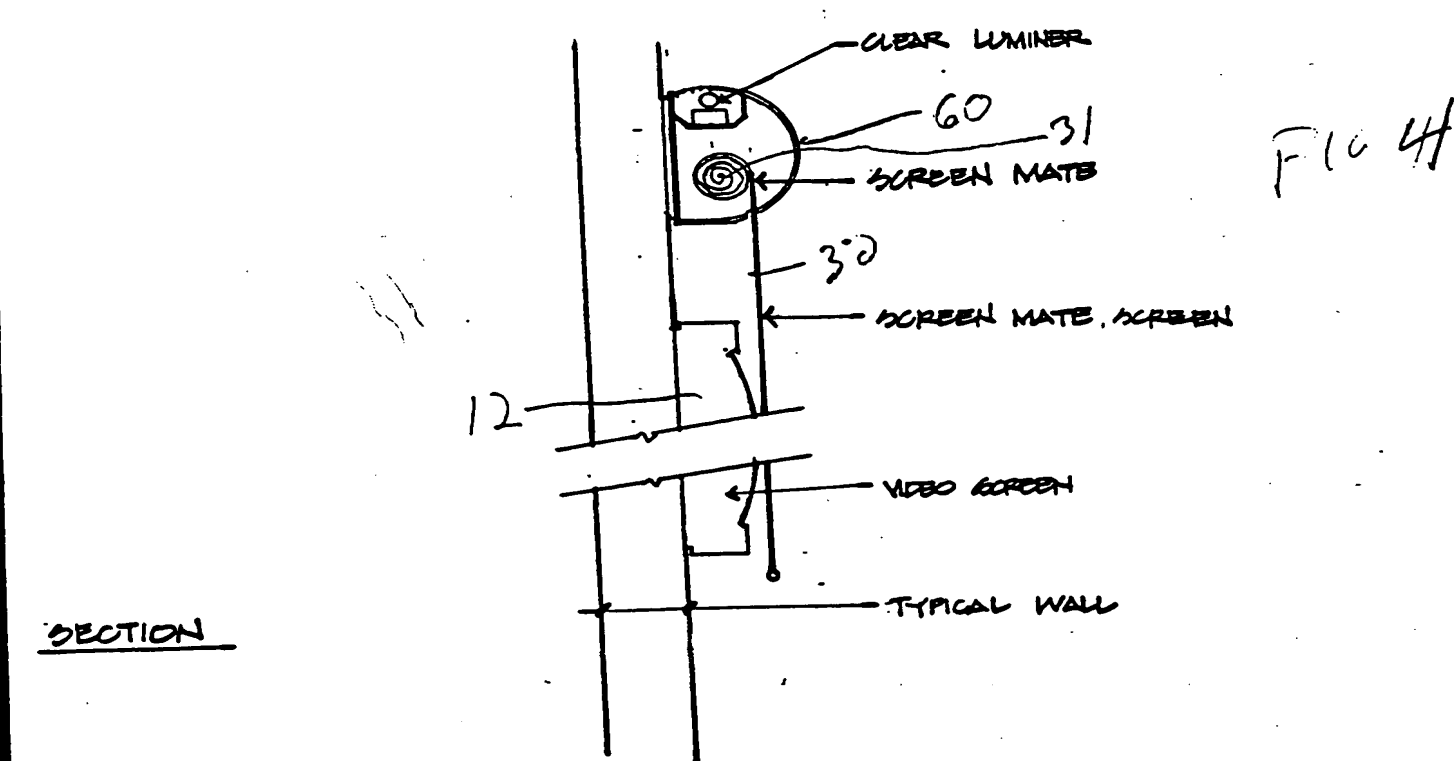 CLEAR LUMINER
60
31
SCREEN MATE
FIG 4
30
SCREEN MATE. SCREEN
12
VIDEO SCREEN
TYPICAL WALL
SECTION